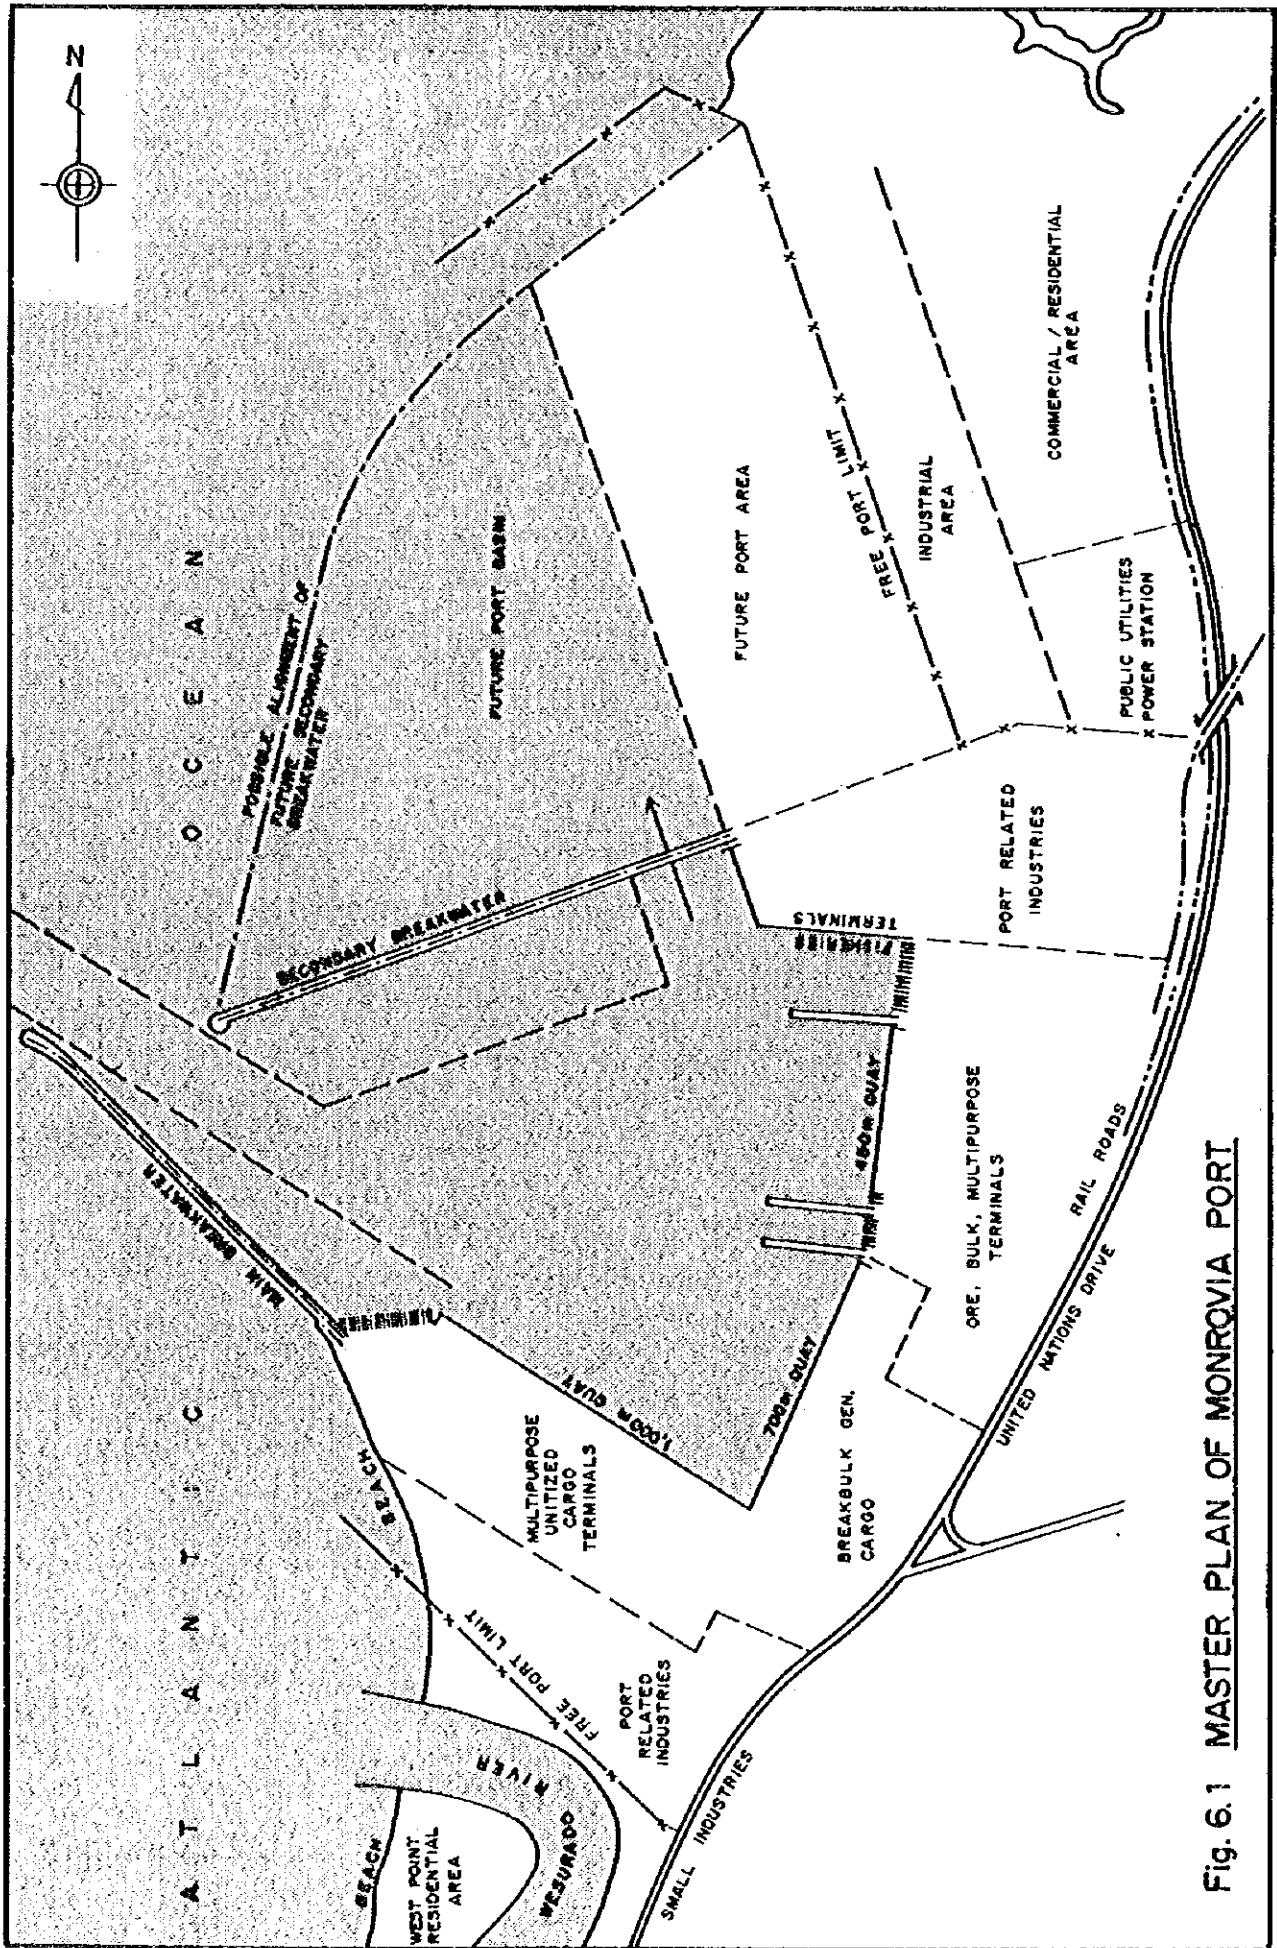 N
ATLANTIC OCEAN
POSSIBLE ALIGNMENT OF
FUTURE SECONDARY
BREAKWATER
FUTURE PORT BASIN
SECONDARY BREAKWATER
MAIN BREAKWATER
FUTURE PORT AREA
FREE PORT LIMIT
INDUSTRIAL
AREA
COMMERCIAL / RESIDENTIAL
AREA
PUBLIC UTILITIES
POWER STATION
PORT RELATED
INDUSTRIES
FISHERIES
TERMINALS
450m QUAY
ORE, BULK, MULTIPURPOSE
TERMINALS
RAIL ROADS
UNITED NATIONS DRIVE
700m QUAY
1,000m QUAY
BREAKBULK GEN.
CARGO
MULTIPURPOSE
UNITIZED
CARGO
TERMINALS
BEACH
FREE PORT LIMIT
PORT
RELATED
INDUSTRIES
SMALL INDUSTRIES
WESURADO RIVER
BEACH
WEST POINT
RESIDENTIAL
AREA
Fig. 6.1 MASTER PLAN OF MONROVIA PORT